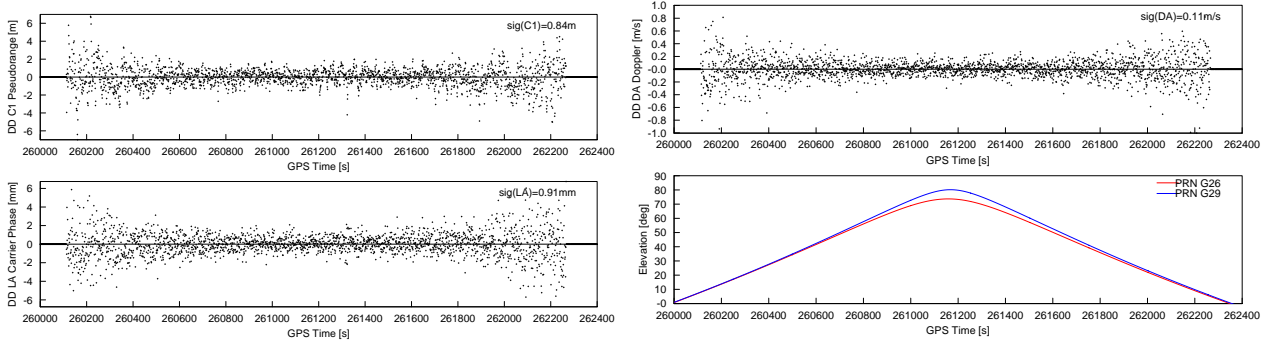 DD C1 Pseudorange [m]
6
4
2
0
-2
-4
-6
sig(C1)=0.84m
260000 260200 260400 260600 260800 261000 261200 261400 261600 261800 262000 262200 262400
GPS Time [s]
DD DA Doppler [m/s]
1.0
0.8
0.6
0.4
0.2
-0.0
-0.2
-0.4
-0.6
-0.8
-1.0
sig(DA)=0.11m/s
260000 260200 260400 260600 260800 261000 261200 261400 261600 261800 262000 262200 262400
GPS Time [s]
DD LA Carrier Phase [mm]
6
4
2
0
-2
-4
-6
sig(LA)=0.91mm
260000 260200 260400 260600 260800 261000 261200 261400 261600 261800 262000 262200 262400
GPS Time [s]
Elevation [deg]
90
80
70
60
50
40
30
20
10
-0
PRN G26
PRN G29
260000 260200 260400 260600 260800 261000 261200 261400 261600 261800 262000 262200 262400
GPS Time [s]